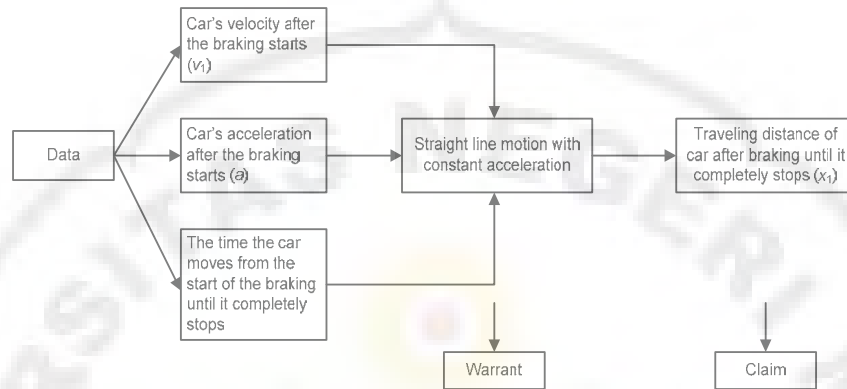 Car's velocity after
the braking starts
(v₁)
Data
Car's acceleration
after the braking
starts (a)
Straight line motion with
constant acceleration
Traveling distance of
car after braking until it
completely stops (x₁)
The time the car
moves from the
start of the braking
until it completely
stops
Warrant
Claim
RSITAS NEGERI